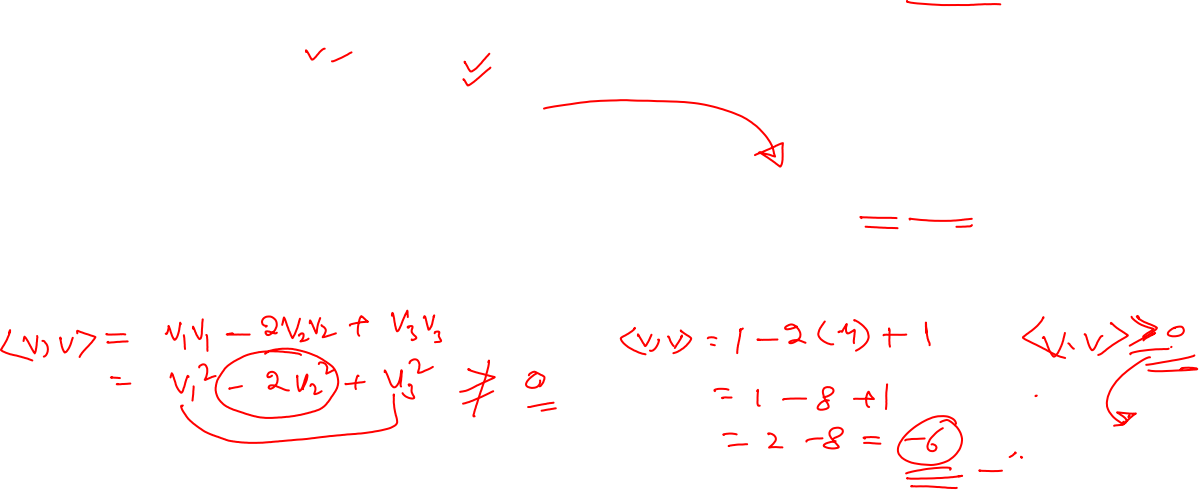 <v, v> = v₁v₁ - 2v₂v₂ + v₃v₃
= v₁² - 2v₂² + v₃² ≱ 0
<v, v> = 1 - 2(4) + 1
= 1 - 8 + 1
= 2 - 8 = -6
<v, v> ≥ 0